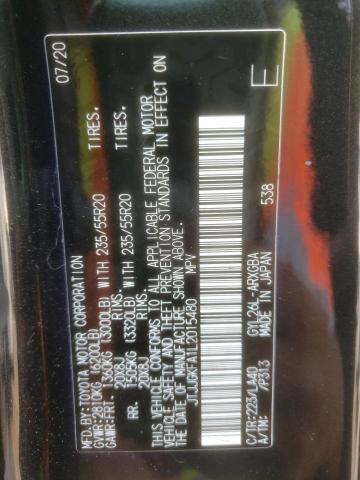 MFD.BY:TOYOTA MOTOR CORPORATION 07/20
GVWR:2810KG (6200LB)
GAWR:FRT. 1360KG (3000LB) WITH 235/55R20 TIRES.
20X8J RIMS.
RR. 1505KG (3320LB) WITH 235/55R20 TIRES.
20X8J RIMS.
THIS VEHICLE CONFORMS TO ALL APPLICABLE FEDERAL MOTOR
VEHICLE SAFETY AND THEFT PREVENTION STANDARDS IN EFFECT ON
THE DATE OF MANUFACTURE SHOWN ABOVE.
MPV
E
C/TR:223/LA40 GYL26L-ARXGBA
A/TM: /P313 MADE IN JAPAN 538